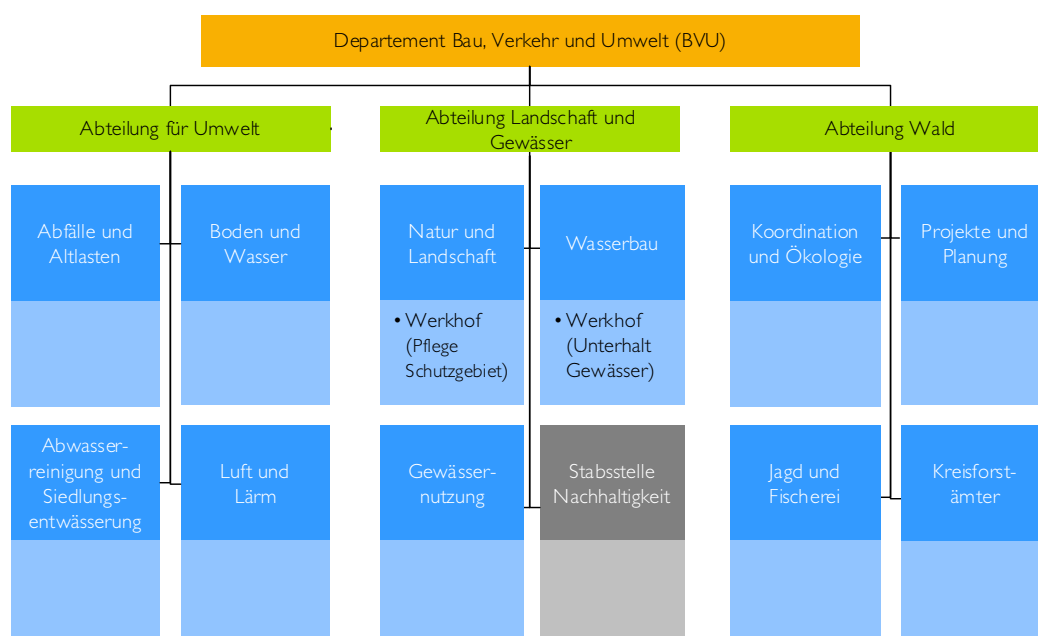 Departement Bau, Verkehr und Umwelt (BVU)
Abteilung für Umwelt
Abteilung Landschaft und
Gewässer
Abteilung Wald
Abfälle und
Altlasten
Boden und
Wasser
Natur und
Landschaft
Wasserbau
Koordination
und Ökologie
Projekte und
Planung
• Werkhof
(Pflege
Schutzgebiet)
• Werkhof
(Unterhalt
Gewässer)
Abwasser-
reinigung und
Siedlungs-
entwässerung
Luft und
Lärm
Gewässer-
nutzung
Stabsstelle
Nachhaltigkeit
Jagd und
Fischerei
Kreisforst-
ämter